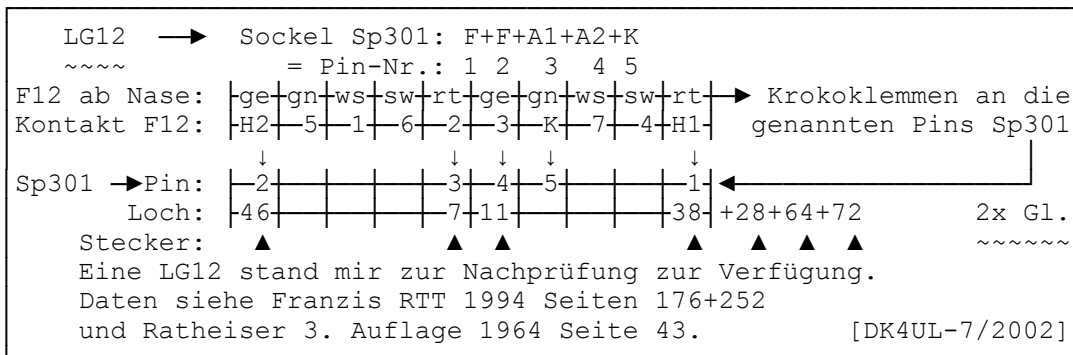 LG12 ──► Sockel Sp301: F+F+A1+A2+K
~~~~ = Pin-Nr.: 1 2 3 4 5
F12 ab Nase: ├ge┼gn┼ws┼sw┼rt┼ge┼gn┼ws┼sw┼rt┼─► Krokoklemmen an die
Kontakt F12: ├H2┼─5┼─1┼─6┼─2┼─3┼─K┼─7┼─4┼H1┤ genannten Pins Sp301
↓ ↓ ↓ ↓ ↓
Sp301 ─►Pin: ├─2┼──┼──┼──┼─3┼─4┼─5┼──┼──┼─1┤◄
Loch: ├46┼──┼──┼──┼─7┼11┼──┼──┼──┼38┤+28+64+72 2x Gl.
Stecker: ▲ ▲ ▲ ▲ ▲ ▲ ▲ ~~~~~~
Eine LG12 stand mir zur Nachprüfung zur Verfügung.
Daten siehe Franzis RTT 1994 Seiten 176+252
und Ratheiser 3. Auflage 1964 Seite 43. [DK4UL-7/2002]